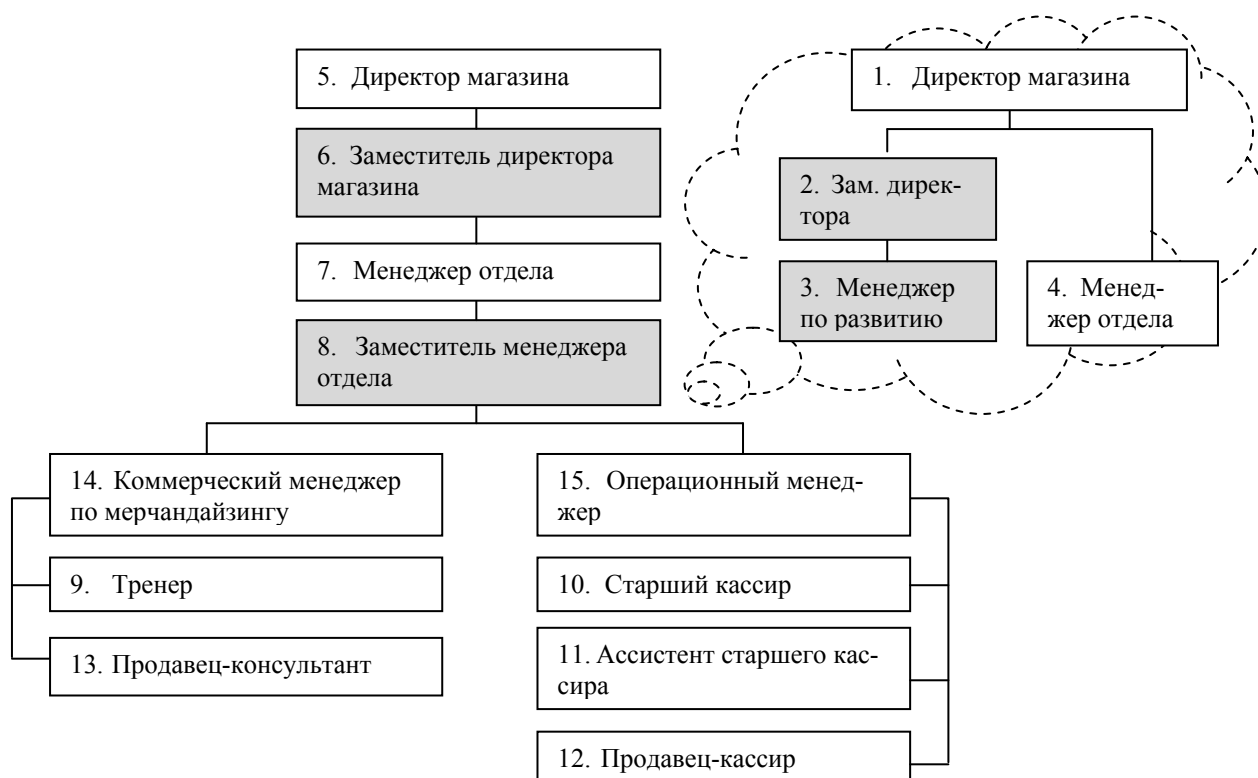 5. Директор магазина
6. Заместитель директора
магазина
7. Менеджер отдела
8. Заместитель менеджера
отдела
1. Директор магазина
2. Зам. дирек-
тора
3. Менеджер
по развитию
4. Менед-
жер отдела
14. Коммерческий менеджер
по мерчандайзингу
9. Тренер
13. Продавец-консультант
15. Операционный менед-
жер
10. Старший кассир
11. Ассистент старшего кас-
сира
12. Продавец-кассир